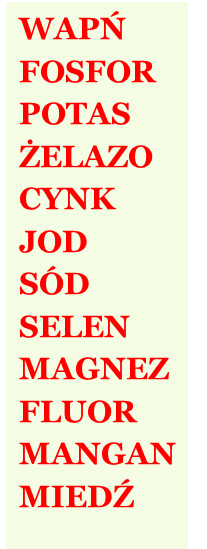 WAPŃ
FOSFOR
POTAS
ŻELAZO
CYNK
JOD
SÓD
SELEN
MAGNEZ
FLUOR
MANGAN
MIEDŹ